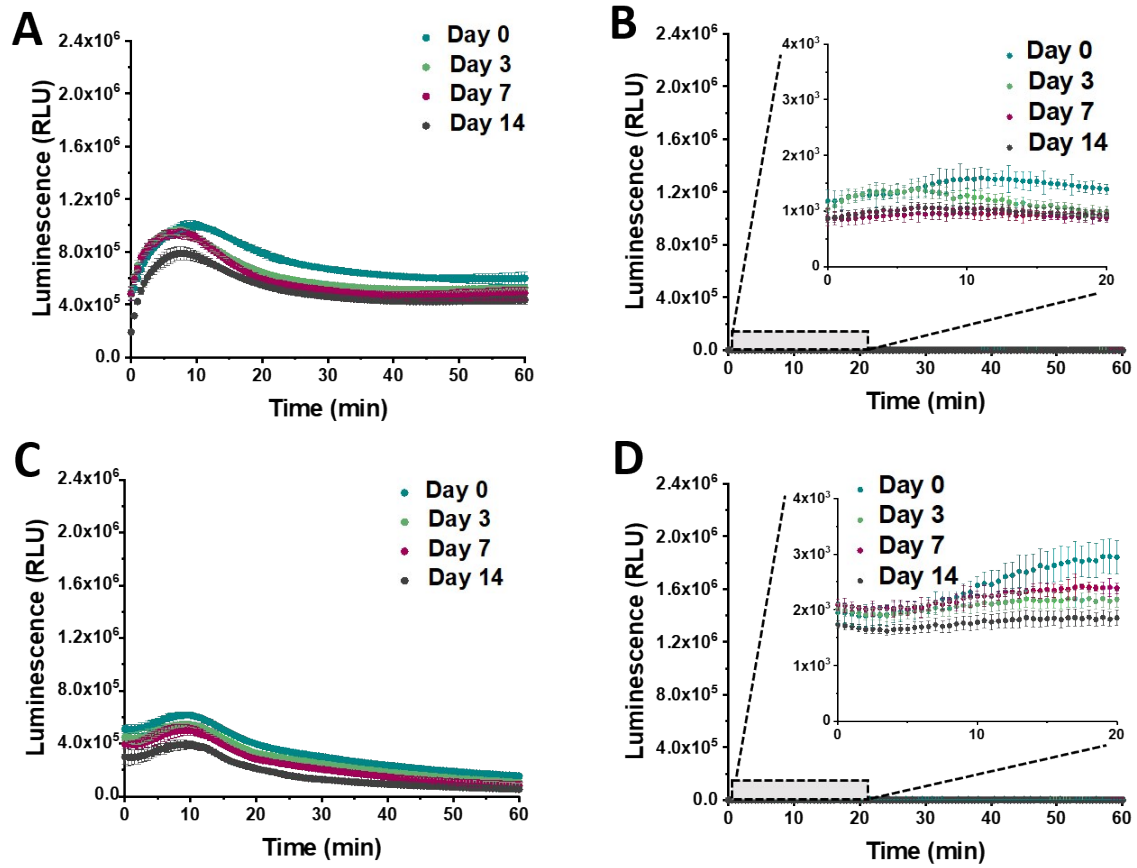 A
Luminescence (RLU)
2.4x10⁶
2.0x10⁶
1.6x10⁶
1.2x10⁶
8.0x10⁵
4.0x10⁵
0.0
Day 0
Day 3
Day 7
Day 14
0 10 20 30 40 50 60
Time (min)
B
Luminescence (RLU)
2.4x10⁶
2.0x10⁶
1.6x10⁶
1.2x10⁶
8.0x10⁵
4.0x10⁵
0.0
4x10³
3x10³
2x10³
1x10³
0
Day 0
Day 3
Day 7
Day 14
0 10 20
0 10 20 30 40 50 60
Time (min)
C
Luminescence (RLU)
2.4x10⁶
2.0x10⁶
1.6x10⁶
1.2x10⁶
8.0x10⁵
4.0x10⁵
0.0
Day 0
Day 3
Day 7
Day 14
0 10 20 30 40 50 60
Time (min)
D
Luminescence (RLU)
2.4x10⁶
2.0x10⁶
1.6x10⁶
1.2x10⁶
8.0x10⁵
4.0x10⁵
0.0
4x10³
3x10³
2x10³
1x10³
0
Day 0
Day 3
Day 7
Day 14
0 10 20
0 10 20 30 40 50 60
Time (min)